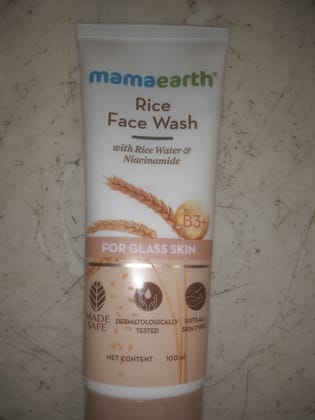 mamaearth®
Rice
Face Wash
with Rice Water &
Niacinamide
B3+
FOR GLASS SKIN
MADE
SAFE
DERMATOLOGICALLY
TESTED
SUITS ALL
SKIN TYPES
NET CONTENT 100 ml